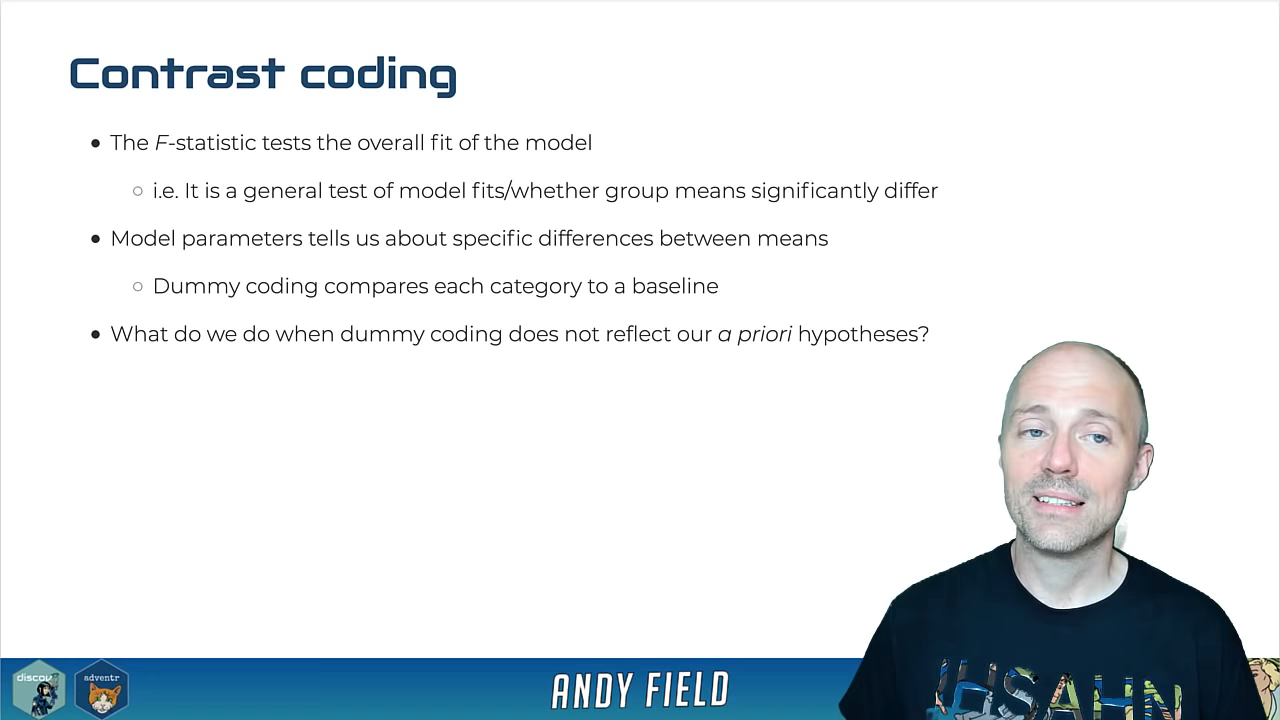 Contrast coding
• The F-statistic tests the overall fit of the model
○ i.e. It is a general test of model fits/whether group means significantly differ
• Model parameters tells us about specific differences between means
○ Dummy coding compares each category to a baseline
• What do we do when dummy coding does not reflect our a priori hypotheses?
IHSAHN
discov
adventr
ANDY FIELD